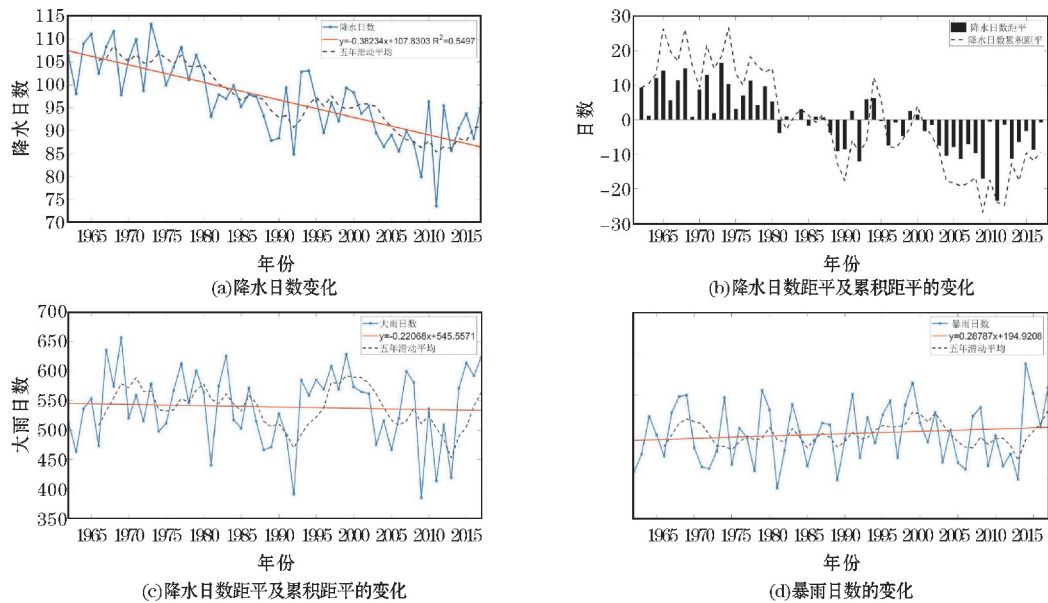 115
110
105
100
95
90
85
80
75
70
降水日数
降水日数
y=-0.38234x+107.6303 R²=0.5497
五年滑动平均
1965 1970 1975 1980 1985 1990 1995 2000 2005 2010 2015
年份
(a)降水日数变化
30
20
10
0
-10
-20
-30
日数
降水日数距平
降水日数累积距平
1965 1970 1975 1980 1985 1990 1995 2000 2005 2010 2015
年份
(b)降水日数距平及累积距平的变化
700
650
600
550
500
450
400
350
大雨日数
大雨日数
y=-0.22068x+545.5571
五年滑动平均
1965 1970 1975 1980 1985 1990 1995 2000 2005 2010 2015
年份
(c)降水日数距平及累积距平的变化
暴雨日数
y=0.28787x+194.9208
五年滑动平均
1965 1970 1975 1980 1985 1990 1995 2000 2005 2010 2015
年份
(d)暴雨日数的变化